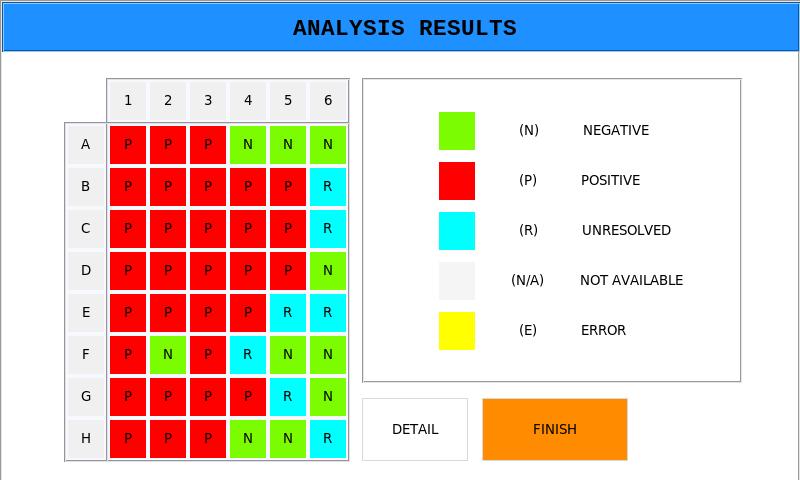 ANALYSIS RESULTS
1 2 3 4 5 6
A P P P N N N
B P P P P P R
C P P P P P R
D P P P P P N
E P P P P R R
F P N P R N N
G P P P P R N
H P P P N N R
(N) NEGATIVE
(P) POSITIVE
(R) UNRESOLVED
(N/A) NOT AVAILABLE
(E) ERROR
DETAIL FINISH